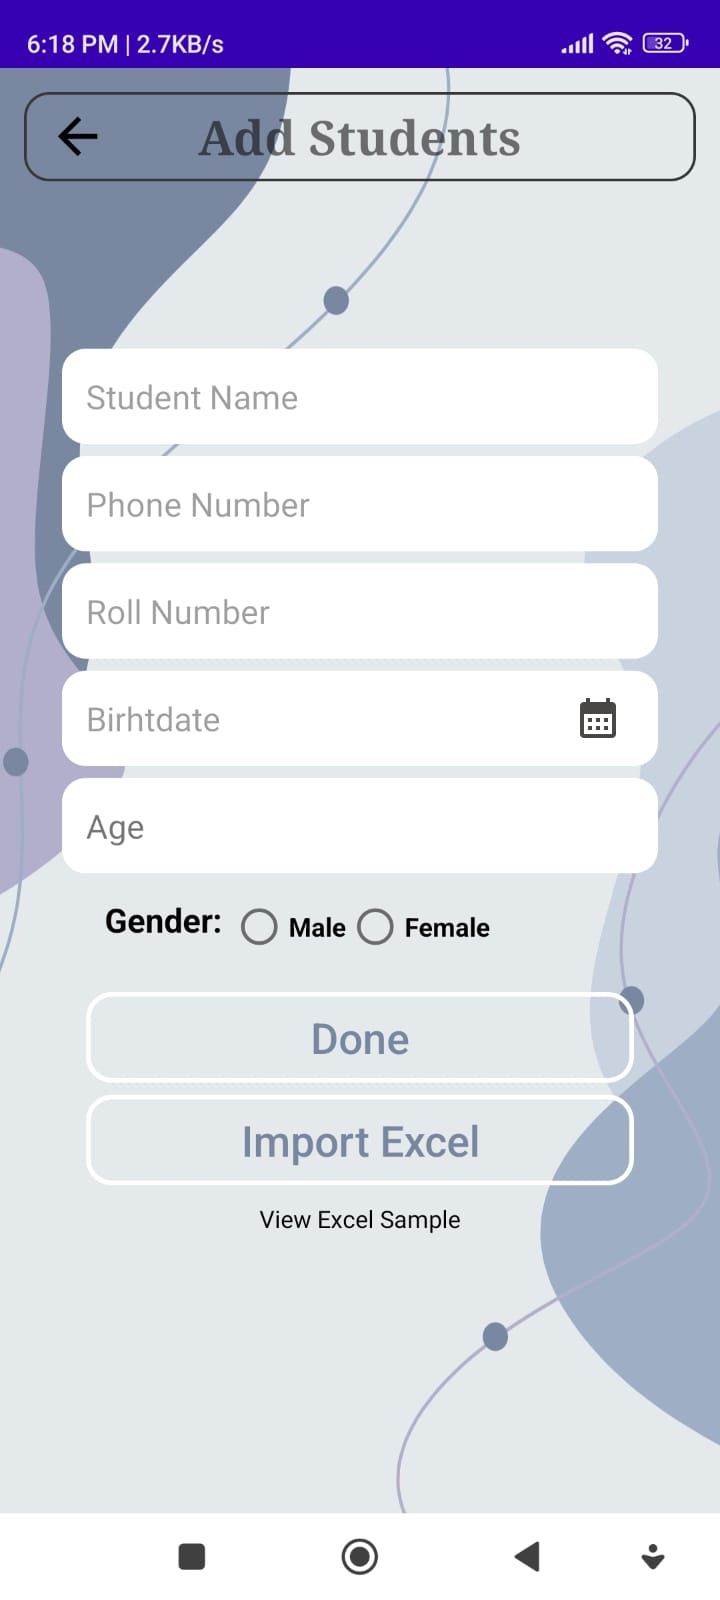 6:18 PM | 2.7KB/s
32
Add Students
Student Name
Phone Number
Roll Number
Birhtdate
Age
Gender: Male Female
Done
Import Excel
View Excel Sample